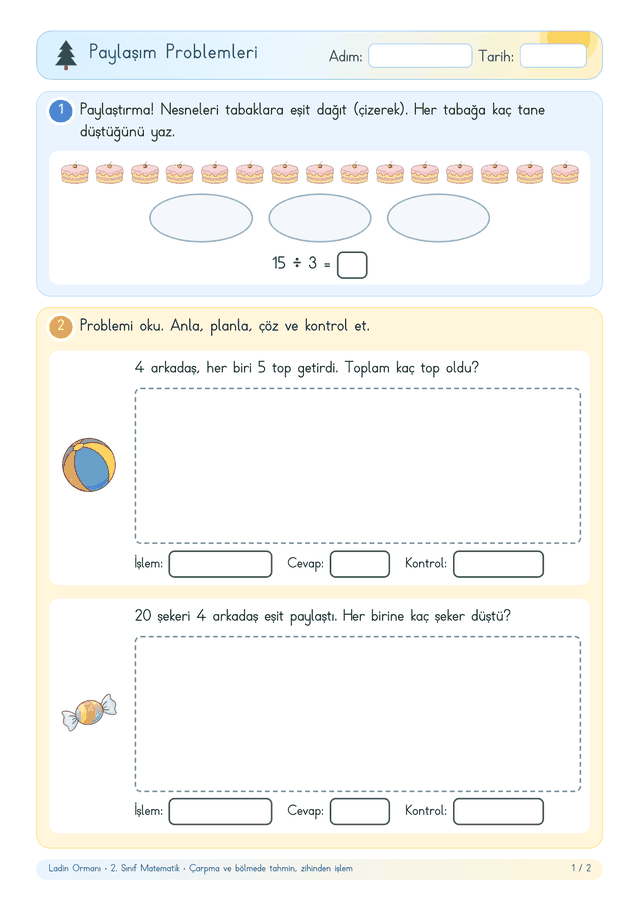 Paylaşım Problemleri
Adım:
Tarih:
1
Paylaştırma! Nesneleri tabaklara eşit dağıt (çizerek). Her tabağa kaç tane
düştüğünü yaz.
15 ÷ 3 =
2
Problemi oku. Anla, planla, çöz ve kontrol et.
4 arkadaş, her biri 5 top getirdi. Toplam kaç top oldu?
İşlem:
Cevap:
Kontrol:
20 şekeri 4 arkadaş eşit paylaştı. Her birine kaç şeker düştü?
İşlem:
Cevap:
Kontrol:
Ladin Ormanı • 2. Sınıf Matematik • Çarpma ve bölmede tahmin, zihinden işlem
1 / 2